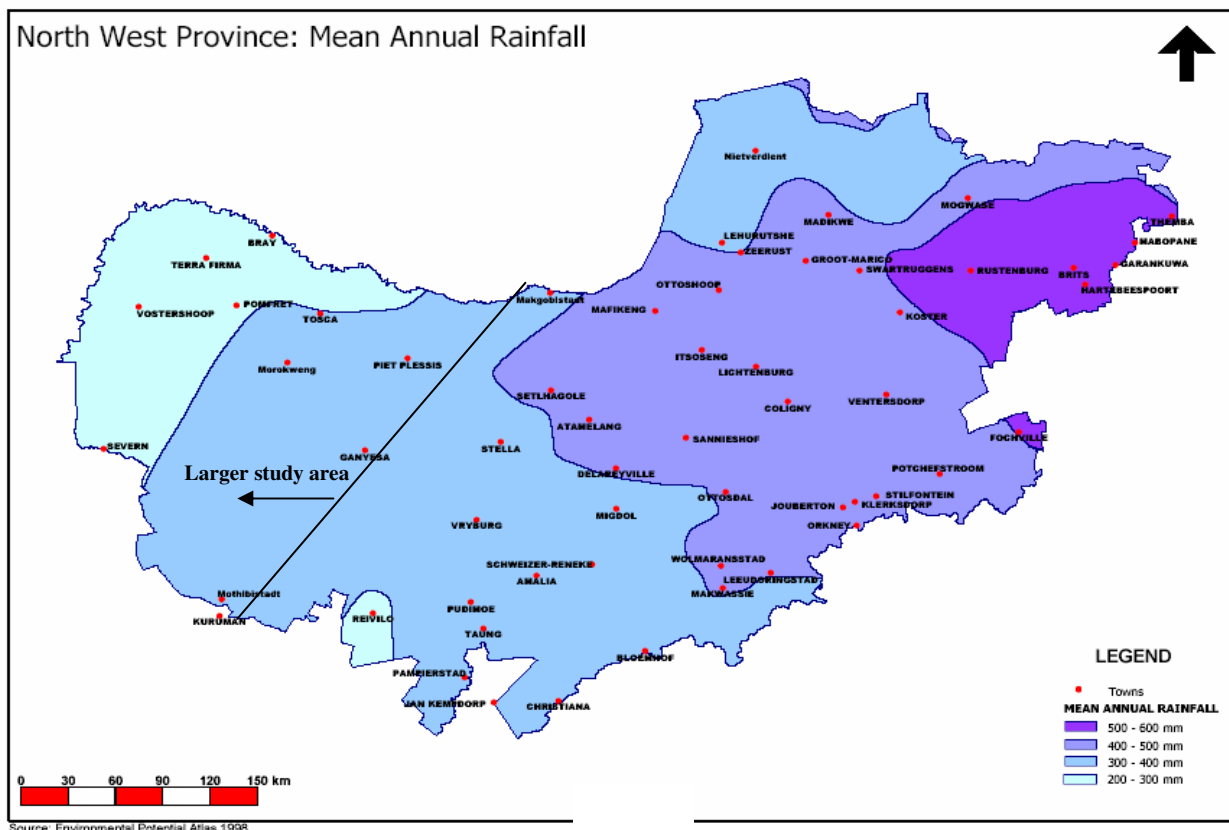 North West Province: Mean Annual Rainfall
Nietverdient
MOGWASE
MADIKWE
THEMBA
LEHURUTSHE
MABOPANE
BRAY
ZEERUST
TERRA FIRMA
GROOT-MARICO
GARANKUWA
SWARTRUGGENS
RUSTENBURG
BRITS
OTTOSHOOP
HARTEBEESPOORT
Makgobistaat
POMFRET
VOSTERSHOOP
MAFIKENG
TOSCA
KOSTER
ITSOSENG
PIET PLESSIS
Morokweng
LICHTENBURG
SETLHAGOLE
VENTERSDORP
COLIGNY
ATAMELANG
FOCHVILLE
SANNIESHOF
SEVERN
STELLA
GANYESA
Larger study area
POTCHEFSTROOM
DELAREYVILLE
OTTOSDAL
STILFONTEIN
KLERKSDORP
JOUBERTON
MIGDOL
VRYBURG
ORKNEY
WOLMARANSSTAD
SCHWEIZER-RENEKE
LEEUDORINGSTAD
AMALIA
MAKWASSIE
Mothibistadt
PUDIMOE
KURUMAN
REIVILO
TAUNG
BLOEMHOF
LEGEND
PAMPIERSTAD
Towns
JAN KEMPDORP
CHRISTIANA
MEAN ANNUAL RAINFALL
500 - 600 mm
400 - 500 mm
300 - 400 mm
200 - 300 mm
0 30 60 90 120 150 km
Source: Environmental Potential Atlas 1998